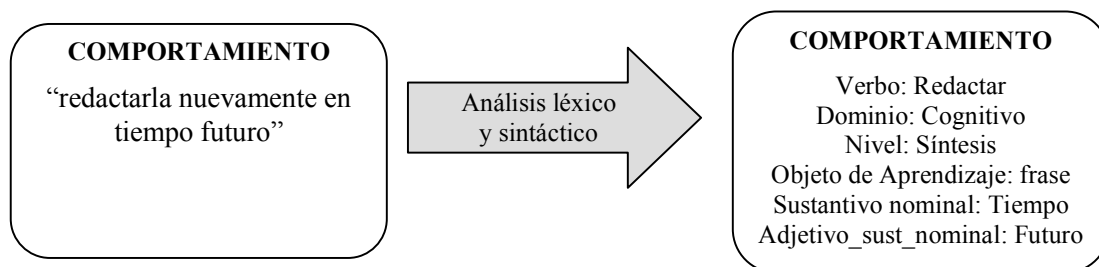 COMPORTAMIENTO
“redactarla nuevamente en
tiempo futuro”
Análisis léxico
y sintáctico
COMPORTAMIENTO
Verbo: Redactar
Dominio: Cognitivo
Nivel: Síntesis
Objeto de Aprendizaje: frase
Sustantivo nominal: Tiempo
Adjetivo_sust_nominal: Futuro